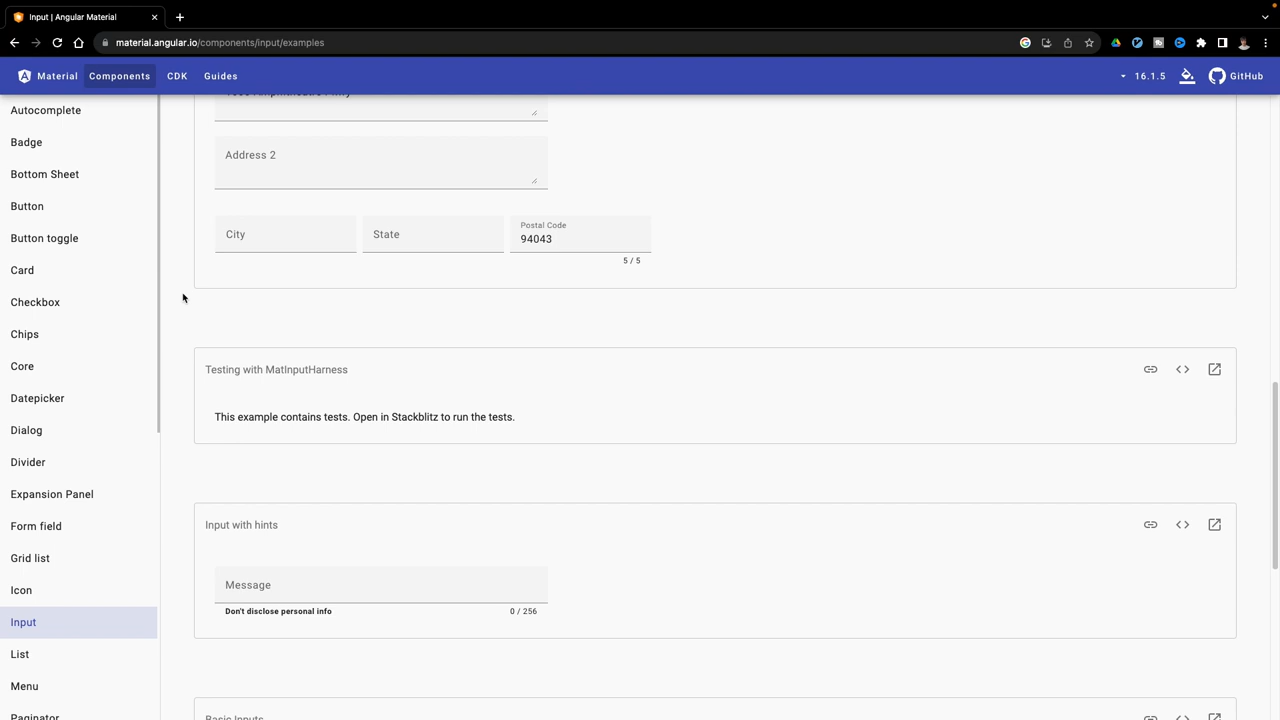 Input | Angular Material
material.angular.io/components/input/examples
Material Components CDK Guides 16.1.5 GitHub
Autocomplete
Badge
Bottom Sheet
Button
Button toggle
Card
Checkbox
Chips
Core
Datepicker
Dialog
Divider
Expansion Panel
Form field
Grid list
Icon
Input
List
Menu
Paginator
Address 2
City State Postal Code
94043
5 / 5
Testing with MatInputHarness
This example contains tests. Open in Stackblitz to run the tests.
Input with hints
Message
Don't disclose personal info 0 / 256
Basic Inputs